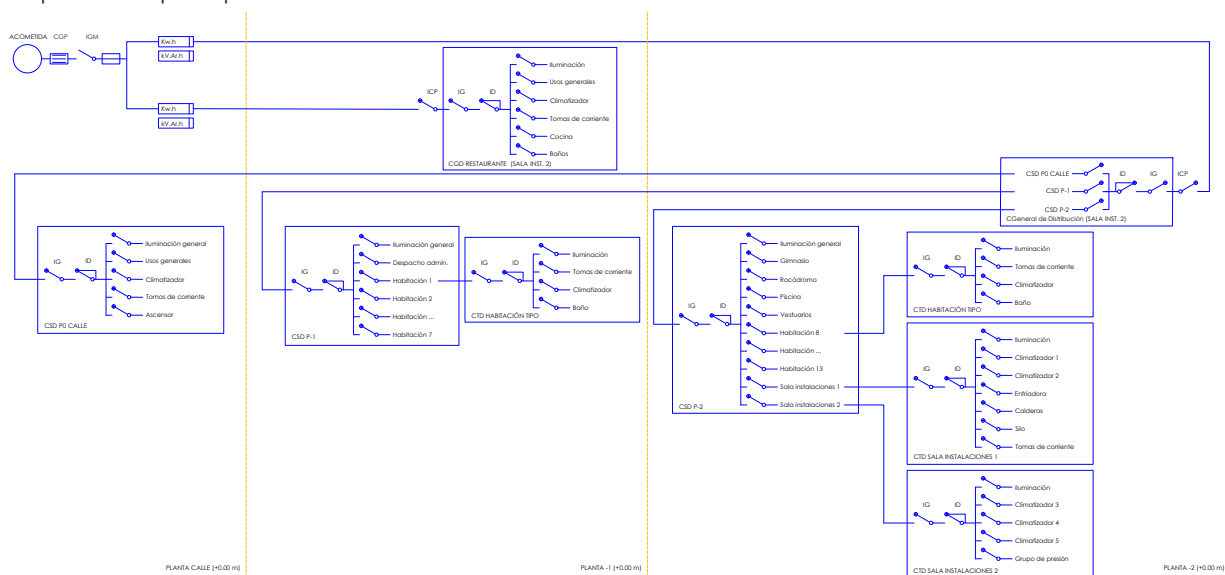 ACOMETIDA CGP IGM
Kw.h
kV.Ar.h
Kw.h
kV.Ar.h
ICP IG ID
Iluminación
Usos generales
Climatizador
Tomas de corriente
Cocina
Baños
CGD RESTAURANTE (SALA INST. 2)
CSD P0 CALLE
CSD P-1
CSD P-2
ID IG ICP
CGeneral de Distribución (SALA INST. 2)
IG ID
Iluminación general
Usos generales
Climatizador
Tomas de corriente
Ascensor
CSD P0 CALLE
IG ID
Iluminación general
Despacho admin.
Habitación 1
Habitación 2
Habitación ...
Habitación 7
CSD P-1
IG ID
Iluminación
Tomas de corriente
Climatizador
Baño
CTD HABITACIÓN TIPO
IG ID
Iluminación general
Gimnasio
Rocódromo
Piscina
Vestuarios
Habitación 8
Habitación ...
Habitación 13
Sala instalaciones 1
Sala instalaciones 2
CSD P-2
IG ID
Iluminación
Tomas de corriente
Climatizador
Baño
CTD HABITACIÓN TIPO
IG ID
Iluminación
Climatizador 1
Climatizador 2
Enfriadora
Calderas
Silo
Tomas de corriente
CTD SALA INSTALACIONES 1
IG ID
Iluminación
Climatizador 3
Climatizador 4
Climatizador 5
Grupo de presión
CTD SALA INSTALACIONES 2
PLANTA CALLE (+0.00 m)
PLANTA -1 (+0.00 m)
PLANTA -2 (+0.00 m)